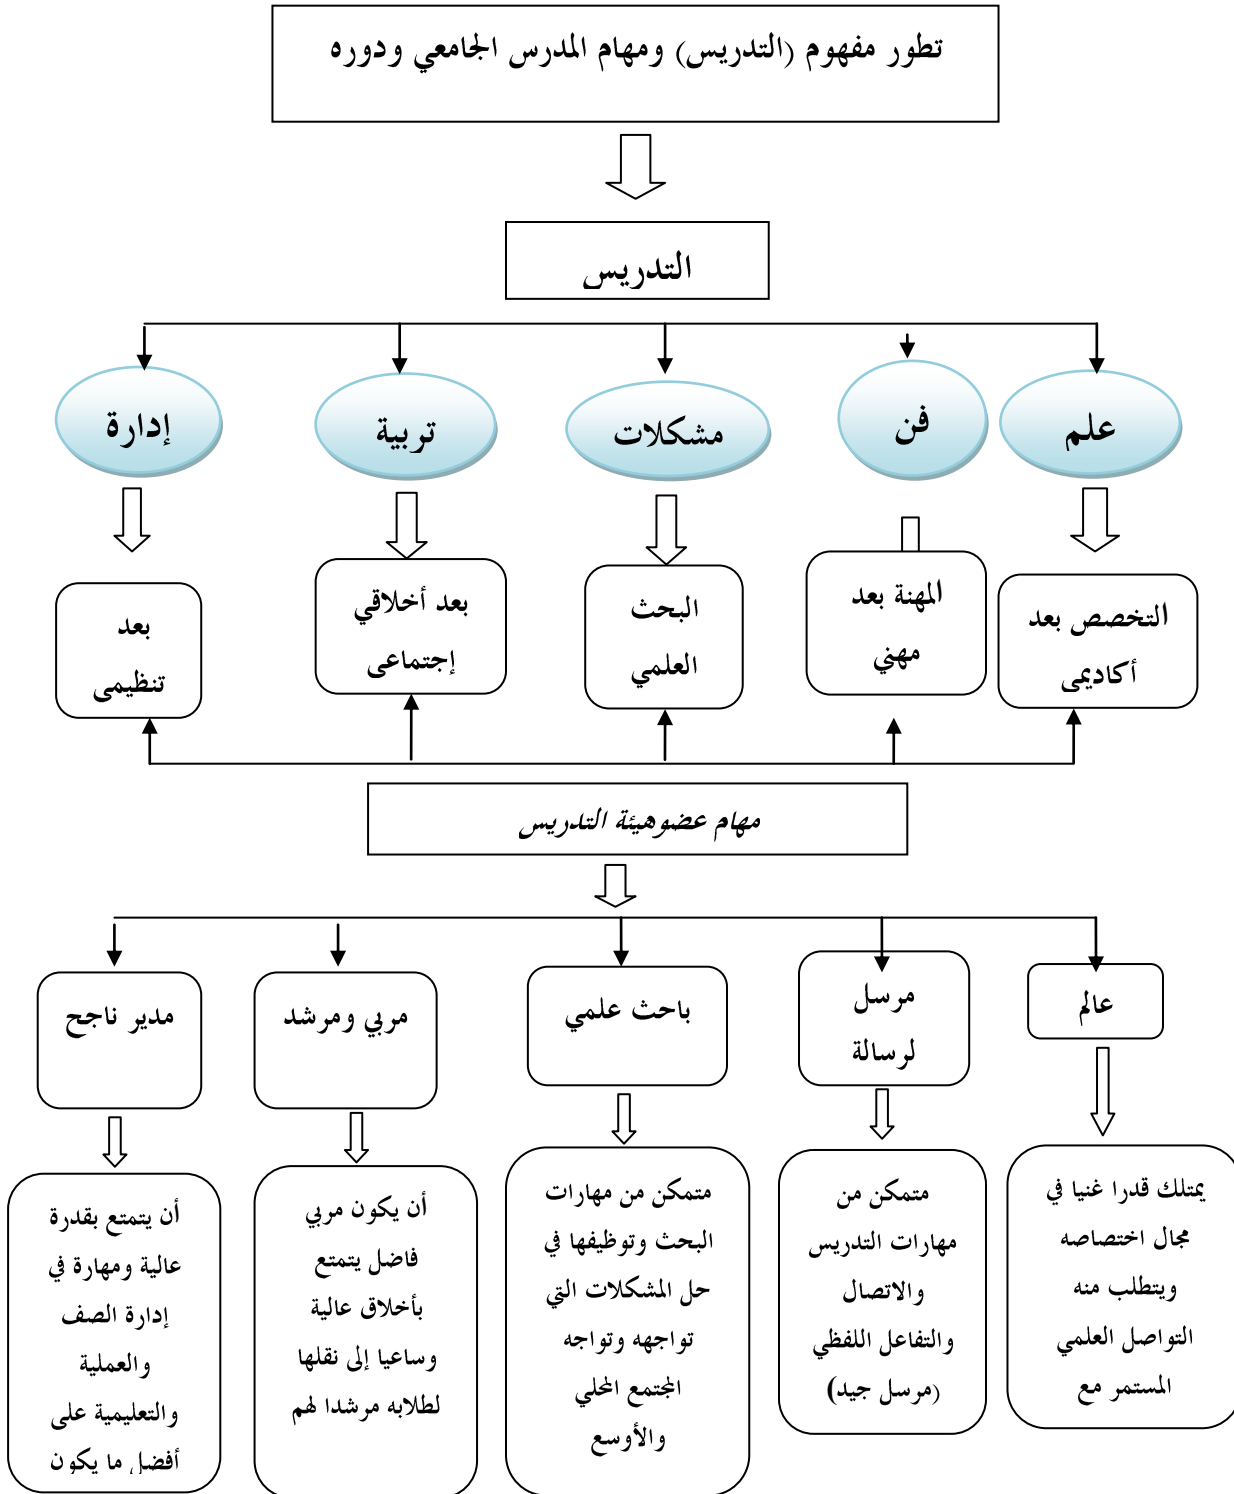 تطور مفهوم (التدريس) ومهام المدرس الجامعي ودوره
التدريس
علم
فن
مشكلات
تربية
إدارة
التخصص بعد
أكاديمى
المهنة بعد
مهني
البحث
العلمي
بعد أخلاقي
إجتماعى
بعد
تنظيمى
مهام عضوهيئة التدريس
عالم
مرسل
لرسالة
باحث علمي
مربي ومرشد
مدير ناجح
يمتلك قدرا غنيا في
مجال اختصاصه
ويتطلب منه
التواصل العلمي
المستمر مع
متمكن من
مهارات التدريس
والاتصال
والتفاعل اللفظي
(مرسل جيد)
متمكن من مهارات
البحث وتوظيفها في
حل المشكلات التي
تواجهه وتواجه
المجتمع المحلي
والأوسع
أن يكون مربي
فاضل يتمتع
بأخلاق عالية
وساعيا إلى نقلها
لطلابه مرشدا لهم
أن يتمتع بقدرة
عالية ومهارة في
إدارة الصف
والعملية
والتعليمية على
أفضل ما يكون